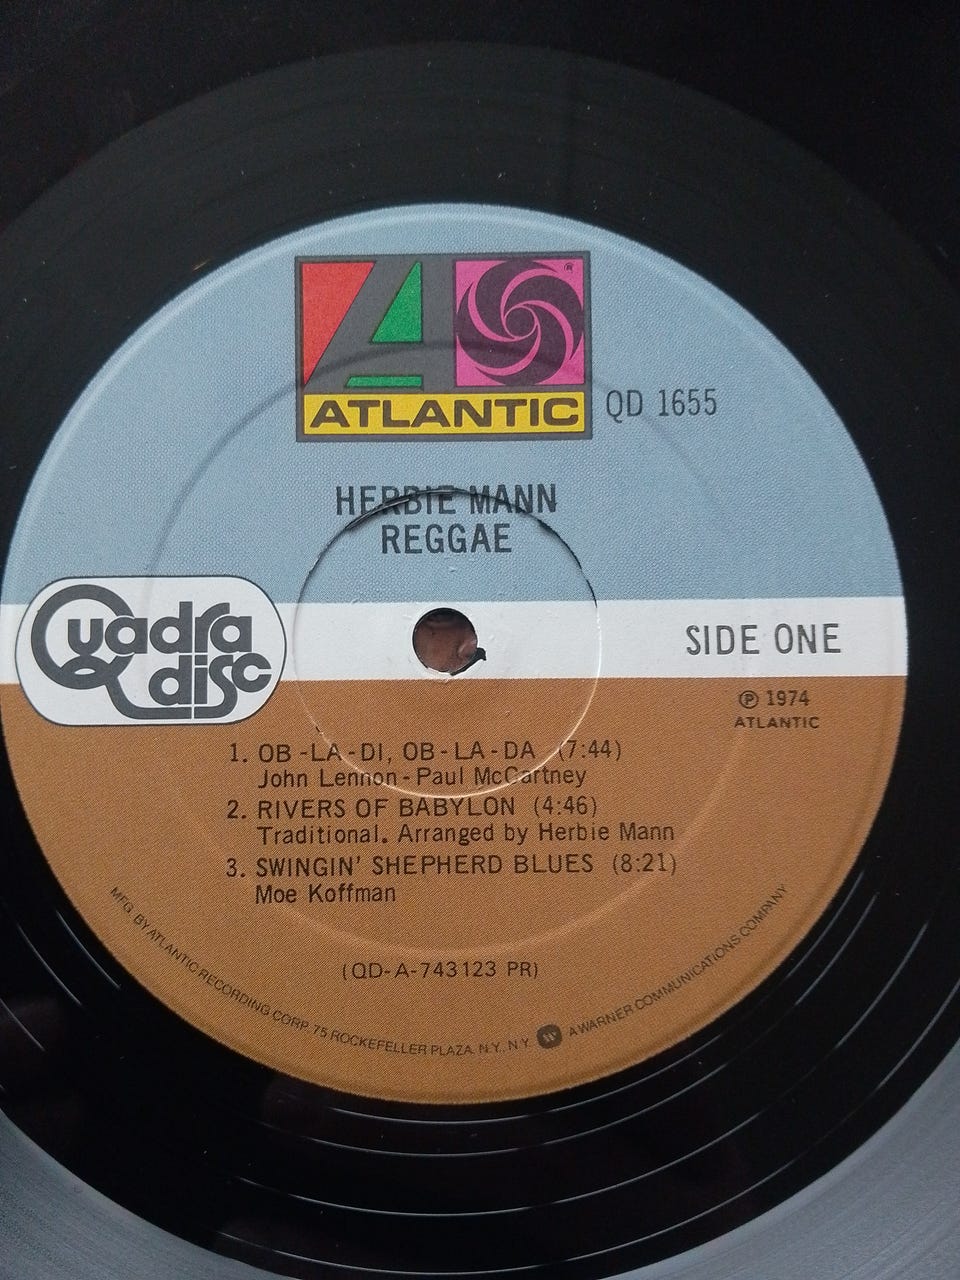 ATLANTIC
®
QD 1655
HERBIE MANN
REGGAE
Quadra
disc
SIDE ONE
℗ 1974
ATLANTIC
1. OB-LA-DI, OB-LA-DA (7:44)
John Lennon-Paul McCartney
2. RIVERS OF BABYLON (4:46)
Traditional. Arranged by Herbie Mann
3. SWINGIN' SHEPHERD BLUES (8:21)
Moe Koffman
(QD-A-743123 PR)
MFG. BY ATLANTIC RECORDING CORP. 75 ROCKEFELLER PLAZA. N.Y., N.Y. W A WARNER COMMUNICATIONS COMPANY